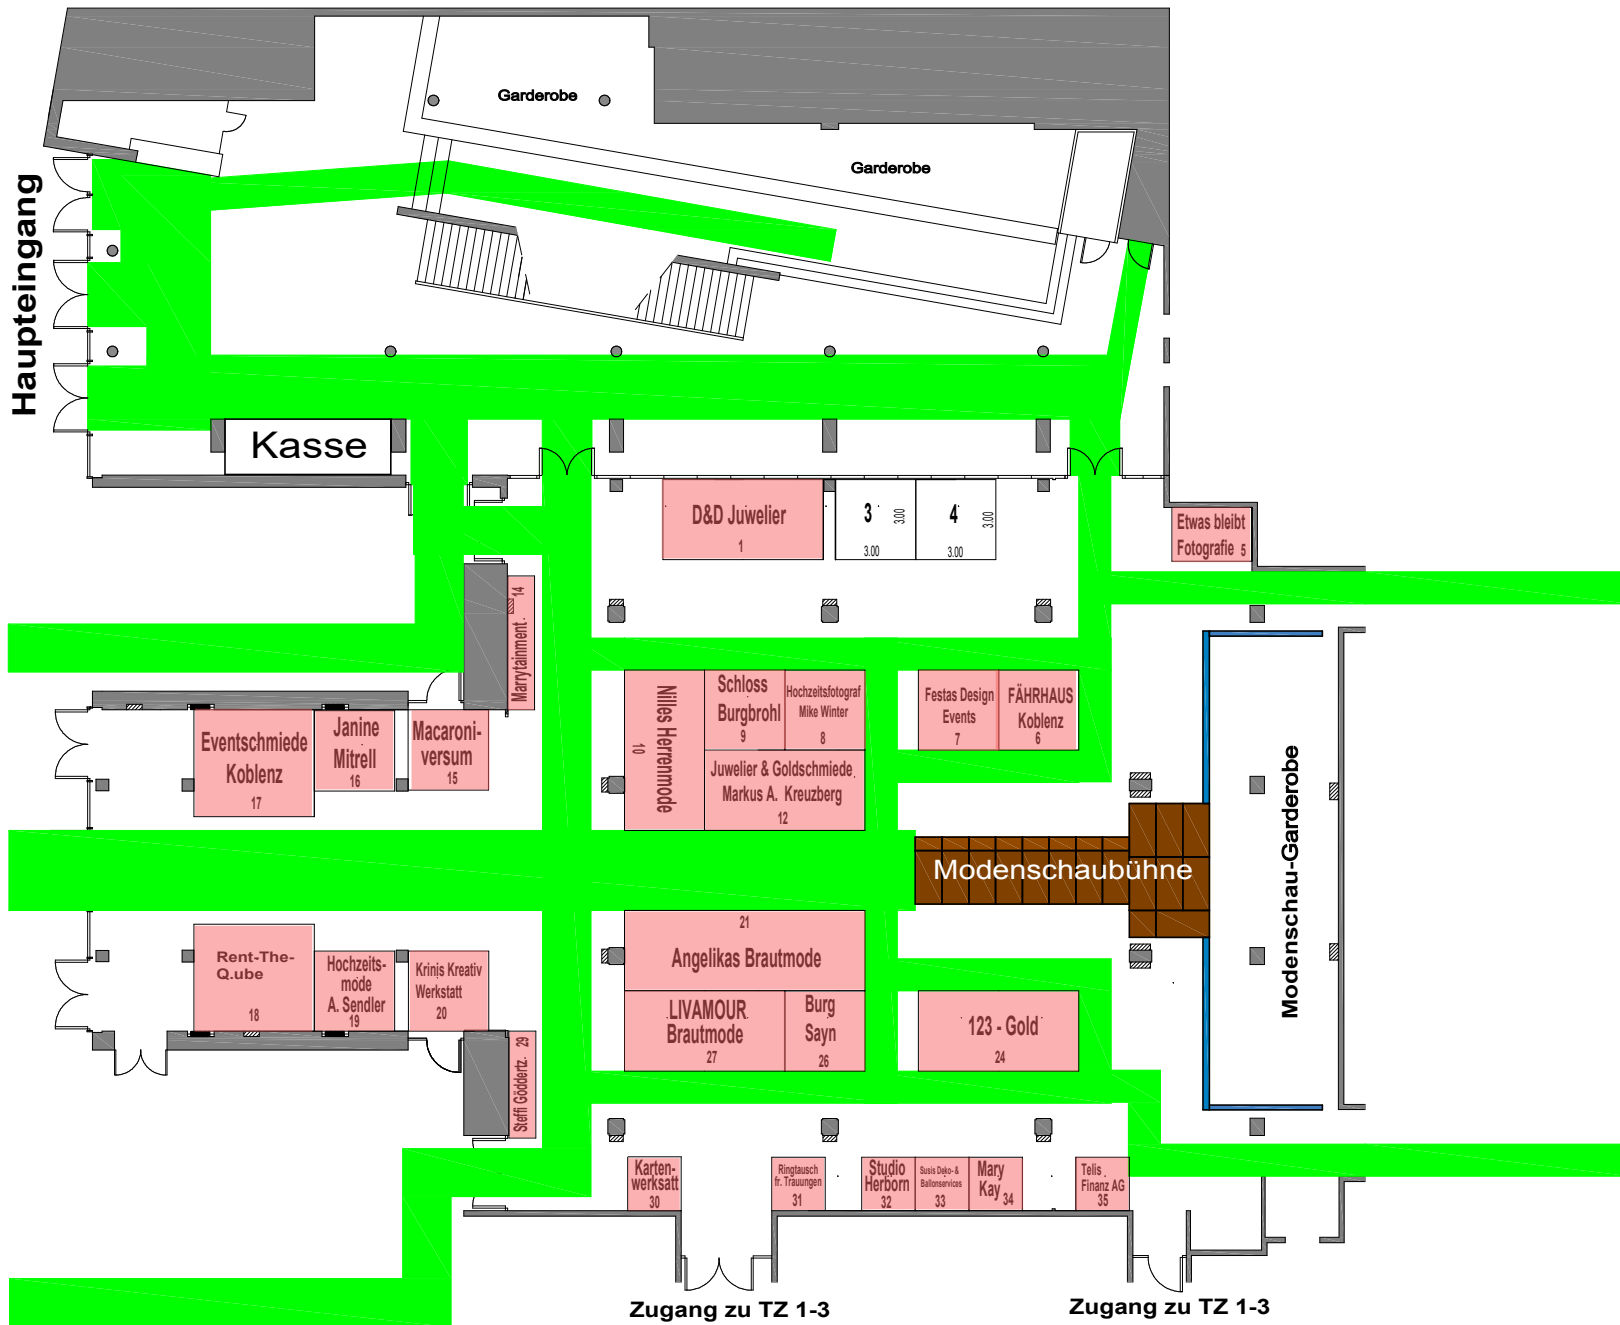 Garderobe
Garderobe
Haupteingang
Kasse
D&D Juwelier
1
3
3.00
3.00
4
3.00
3.00
Etwas bleibt
Fotografie 5
Marrytainment 14
Nilles Herrenmode
10
Schloss
Burgbrohl
9
Hochzeitsfotograf
Mike Winter
8
Festas Design
Events
7
FÄHRHAUS
Koblenz
6
Eventschmiede
Koblenz
17
Janine
Mitrell
16
Macaroni-
versum
15
Juwelier & Goldschmiede
Markus A. Kreuzberg
12
Modenschaubühne
Modenschau-Garderobe
Rent-The-
Q.ube
18
Hochzeits-
mode
A. Sendler
19
Krinis Kreativ
Werkstatt
20
21
Angelikas Brautmode
LIVAMOUR
Brautmode
27
Burg
Sayn
26
123 - Gold
24
Steffi Göddertz. 29
Karten-
werksatt
30
Ringtausch
fr. Trauungen
31
Studio
Herborn
32
Susis Deko- &
Ballonservices
33
Mary
Kay
34
Telis
Finanz AG
35
Zugang zu TZ 1-3
Zugang zu TZ 1-3